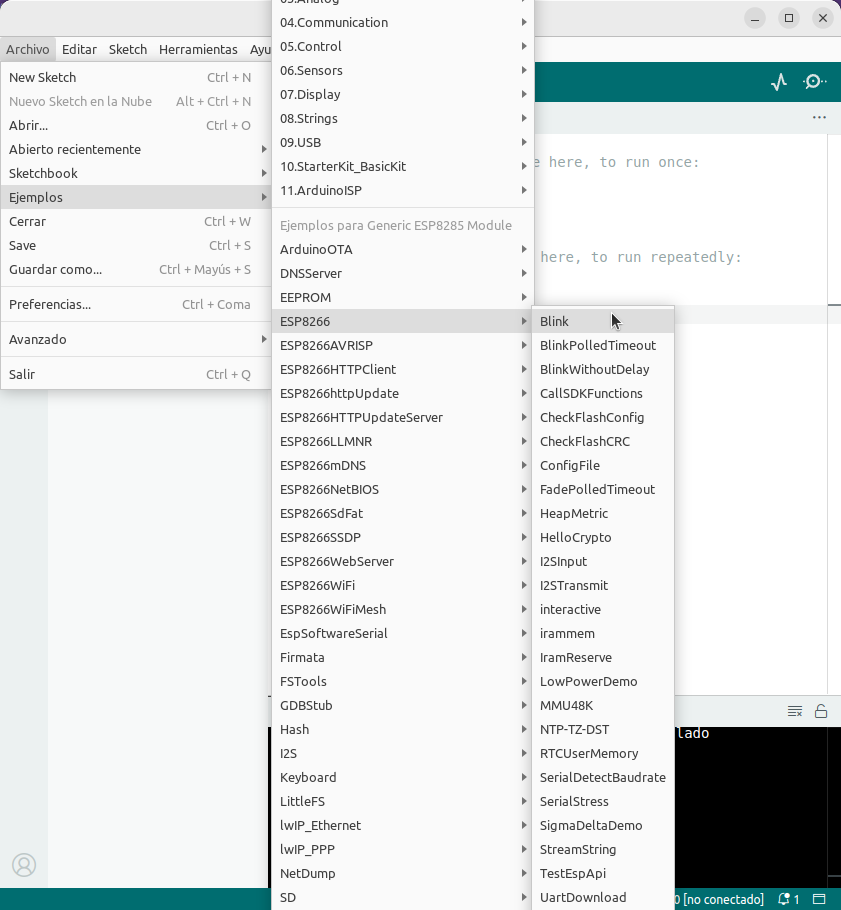 Archivo Editar Sketch Herramientas Ayu
New Sketch Ctrl + N
Nuevo Sketch en la Nube Alt + Ctrl + N
Abrir... Ctrl + O
Abierto recientemente
Sketchbook
Ejemplos
Cerrar Ctrl + W
Save Ctrl + S
Guardar como... Ctrl + Mayús + S
Preferencias... Ctrl + Coma
Avanzado
Salir Ctrl + Q
03.Analog
04.Communication
05.Control
06.Sensors
07.Display
08.Strings
09.USB
10.StarterKit_BasicKit
11.ArduinoISP
Ejemplos para Generic ESP8285 Module
ArduinoOTA
DNSServer
EEPROM
ESP8266
ESP8266AVRISP
ESP8266HTTPClient
ESP8266httpUpdate
ESP8266HTTPUpdateServer
ESP8266LLMNR
ESP8266mDNS
ESP8266NetBIOS
ESP8266SdFat
ESP8266SSDP
ESP8266WebServer
ESP8266WiFi
ESP8266WiFiMesh
EspSoftwareSerial
Firmata
FSTools
GDBStub
Hash
I2S
Keyboard
LittleFS
lwIP_Ethernet
lwIP_PPP
NetDump
SD
Blink
BlinkPolledTimeout
BlinkWithoutDelay
CallSDKFunctions
CheckFlashConfig
CheckFlashCRC
ConfigFile
FadePolledTimeout
HeapMetric
HelloCrypto
I2SInput
I2STransmit
interactive
irammem
IramReserve
LowPowerDemo
MMU48K
NTP-TZ-DST
RTCUserMemory
SerialDetectBaudrate
SerialStress
SigmaDeltaDemo
StreamString
TestEspApi
UartDownload
e here, to run once:
here, to run repeatedly:
lado
0 [no conectado] 1